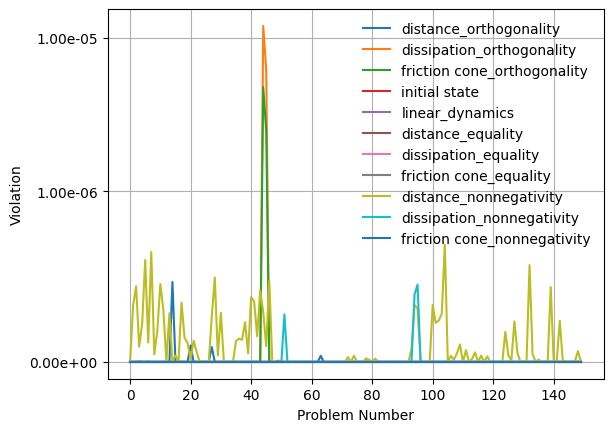 1.00e-05
1.00e-06
0.00e+00
Violation
distance_orthogonality
dissipation_orthogonality
friction cone_orthogonality
initial state
linear_dynamics
distance_equality
dissipation_equality
friction cone_equality
distance_nonnegativity
dissipation_nonnegativity
friction cone_nonnegativity
0 20 40 60 80 100 120 140
Problem Number